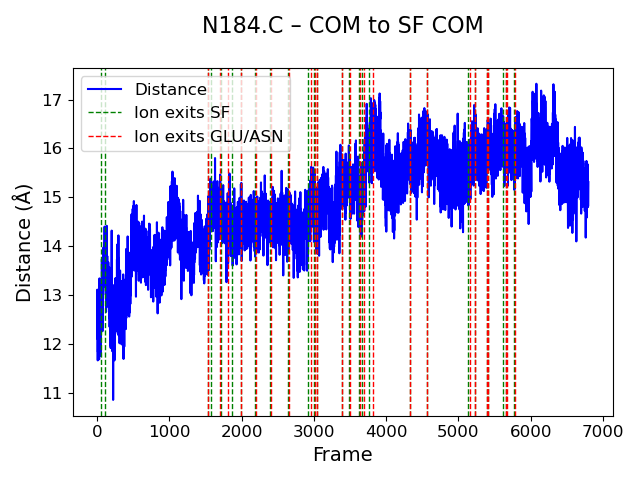 N184.C – COM to SF COM
Distance
Ion exits SF
Ion exits GLU/ASN
Distance (Å)
17
16
15
14
13
12
11
0 1000 2000 3000 4000 5000 6000 7000
Frame